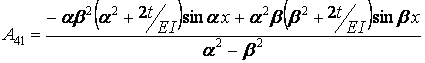 A₄₁ = (-αβ²(α² + 2t/EI)sin αx + α²β(β² + 2t/EI)sin βx) / (α² - β²)